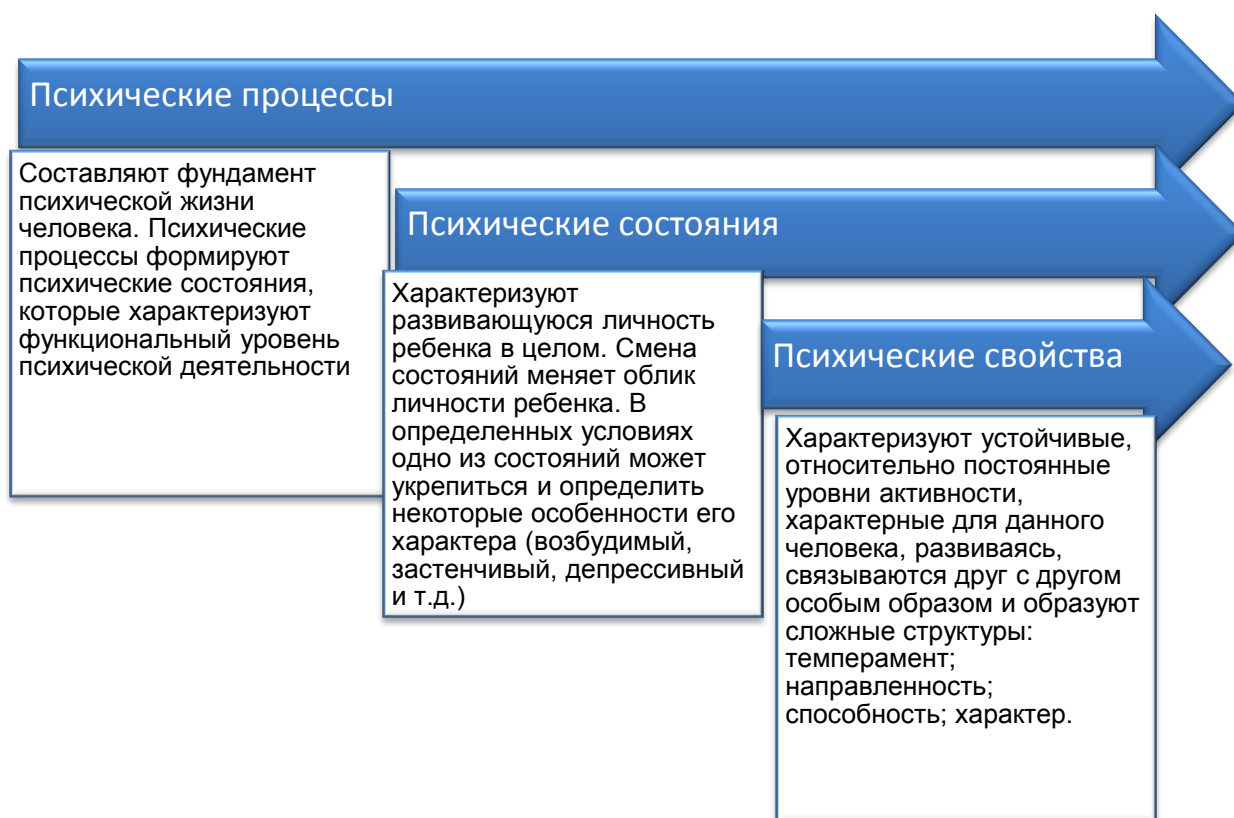 Психические процессы
Составляют фундамент
психической жизни
человека. Психические
процессы формируют
психические состояния,
которые характеризуют
функциональный уровень
психической деятельности
Психические состояния
Характеризуют
развивающуюся личность
ребенка в целом. Смена
состояний меняет облик
личности ребенка. В
определенных условиях
одно из состояний может
укрепиться и определить
некоторые особенности его
характера (возбудимый,
застенчивый, депрессивный
и т.д.)
Психические свойства
Характеризуют устойчивые,
относительно постоянные
уровни активности,
характерные для данного
человека, развиваясь,
связываются друг с другом
особым образом и образуют
сложные структуры:
темперамент;
направленность;
способность; характер.